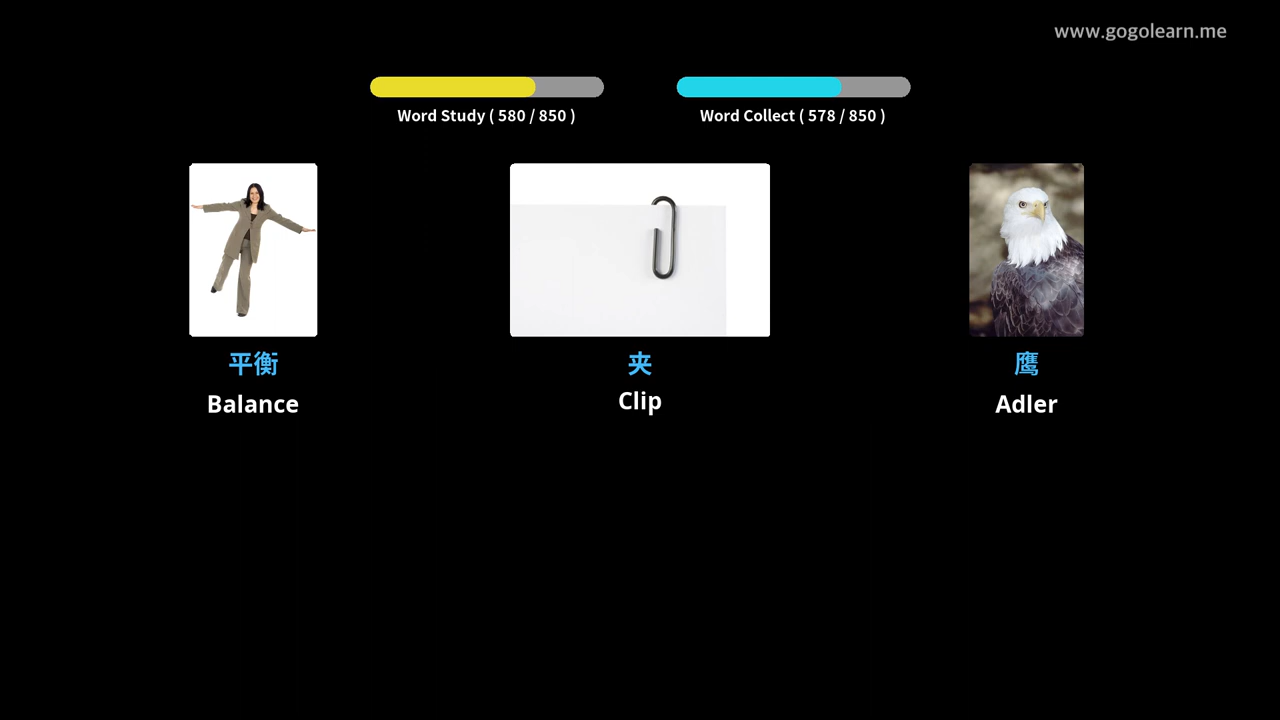 www.gogolearn.me
Word Study ( 580 / 850 )
Word Collect ( 578 / 850 )
平衡
Balance
夹
Clip
鹰
Adler